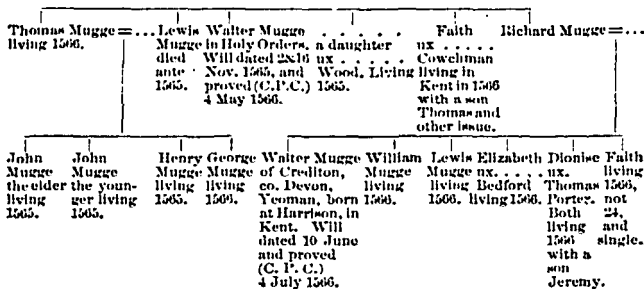 Thomas Mugge = ...
living 1566.
Lewis
Mugge
died
ante
1565.
Walter Mugge
in Holy Orders.
Will dated 2&16
Nov. 1565, and
proved (C.P.C.)
4 May 1566.
. . . . .
a daughter
ux . . . . .
Wood. Living
1565.
Faith
ux . . . . .
Cowchman
living in
Kent in 1566
with a son
Thomas and
other issue.
Richard Mugge = ...
John
Mugge
the elder
living
1565.
John
Mugge
the youn-
ger living
1565.
Henry
Mugge
living
1565.
George
Mugge
living
1566.
Walter Mugge
of Crediton,
co. Devon,
Yeoman, born
at Harrison, in
Kent. Will
dated 10 June
and proved
(C. P. C.)
4 July 1566.
William
Mugge
living
1566.
Lewis
Mugge
living
1566.
Elizabeth
ux. . . . .
Bedford
living 1566.
Dionise
ux.
Thomas
Porter.
Both
living
1566
with a
son
Jeremy.
Faith
living
1566,
not
24,
and
single.